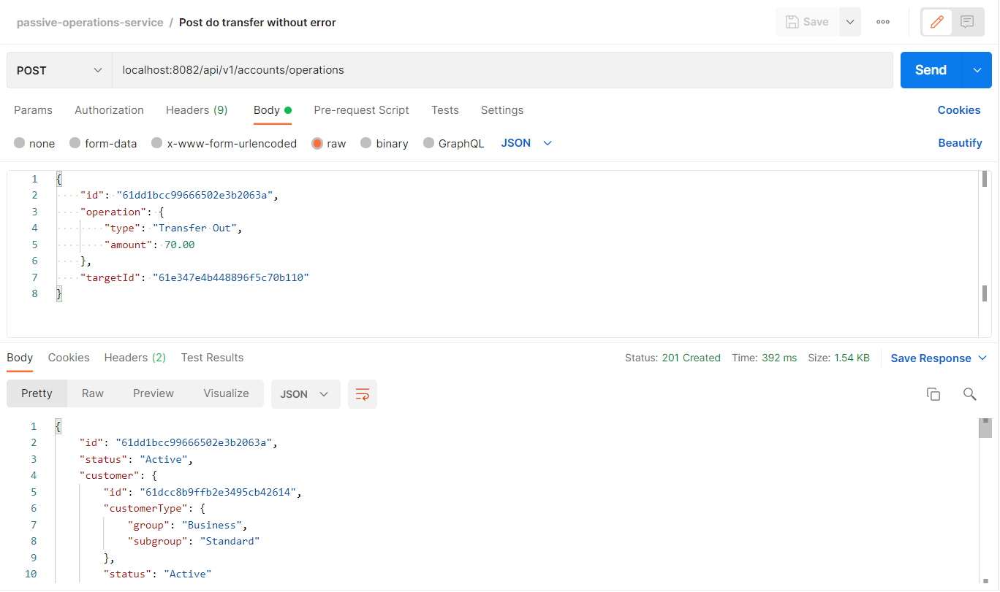 passive-operations-service / Post do transfer without error
Save
POST
localhost:8082/api/v1/accounts/operations
Send
Params Authorization Headers (9) Body Pre-request Script Tests Settings Cookies
none form-data x-www-form-urlencoded raw binary GraphQL JSON Beautify
1 {
2 "id": "61dd1bcc99666502e3b2063a",
3 "operation": {
4 "type": "Transfer Out",
5 "amount": 70.00
6 },
7 "targetId": "61e347e4b448896f5c70b110"
8 }
Body Cookies Headers (2) Test Results Status: 201 Created Time: 392 ms Size: 1.54 KB Save Response
Pretty Raw Preview Visualize JSON
1 {
2 "id": "61dd1bcc99666502e3b2063a",
3 "status": "Active",
4 "customer": {
5 "id": "61dcc8b9ffb2e3495cb42614",
6 "customerType": {
7 "group": "Business",
8 "subgroup": "Standard"
9 },
10 "status": "Active"